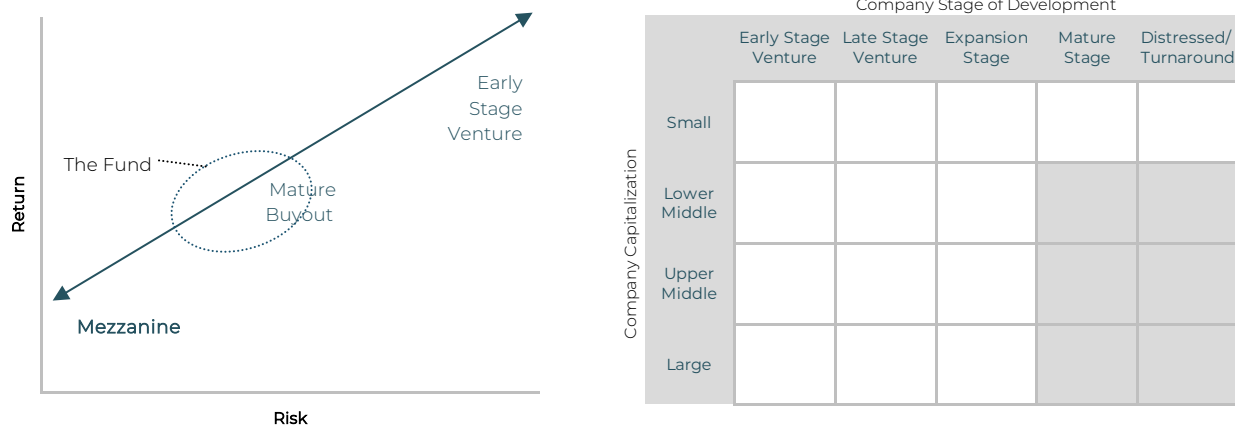 Return
The Fund
Early
Stage
Venture
Mature
Buyout
Mezzanine
Risk
Company Stage of Development
Company Capitalization
Early Stage
Venture
Late Stage
Venture
Expansion
Stage
Mature
Stage
Distressed/
Turnaround
Small
Lower
Middle
Upper
Middle
Large